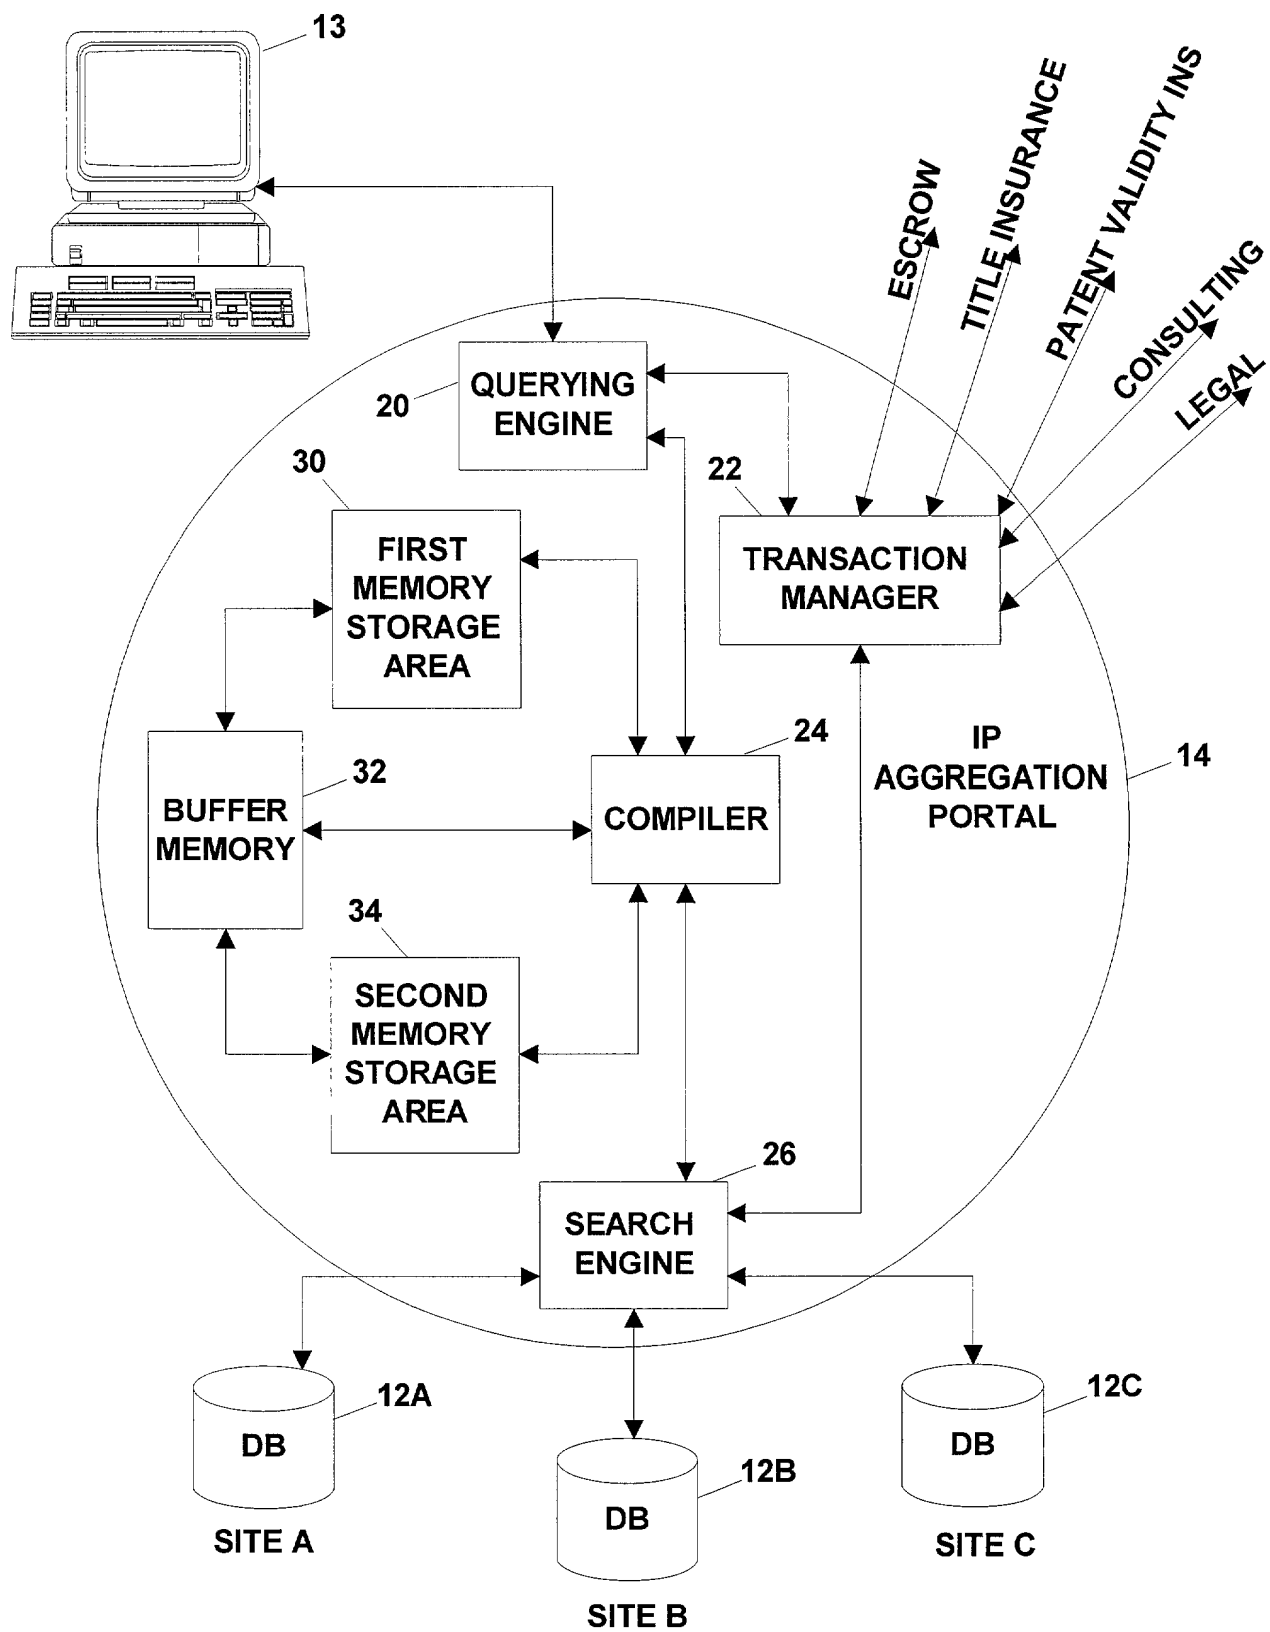 13
ESCROW
TITLE INSURANCE
PATENT VALIDITY INS
CONSULTING
LEGAL
20
QUERYING
ENGINE
30
22
FIRST
MEMORY
STORAGE
AREA
TRANSACTION
MANAGER
32
24
IP
AGGREGATION
PORTAL
14
BUFFER
MEMORY
COMPILER
34
SECOND
MEMORY
STORAGE
AREA
26
SEARCH
ENGINE
12A
DB
SITE A
12B
DB
SITE B
12C
DB
SITE C